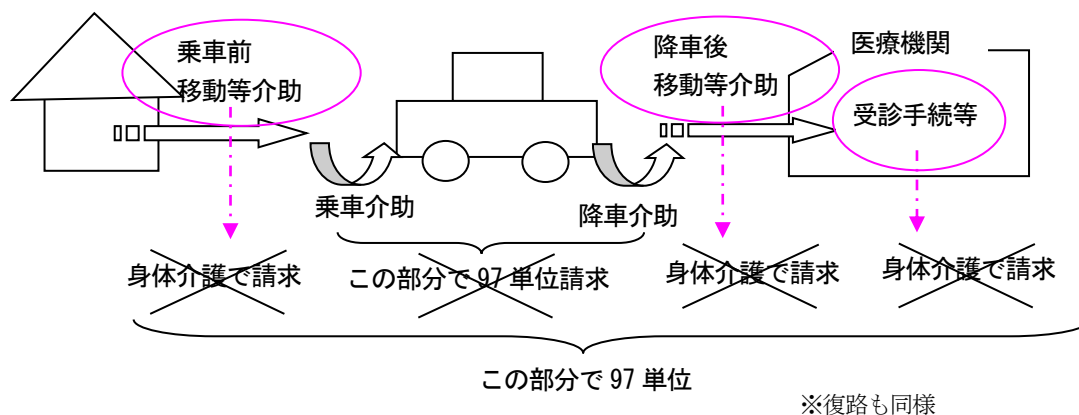 乗車前
移動等介助
降車後
移動等介助
医療機関
受診手続等
乗車介助
降車介助
身体介護で請求
この部分で97単位請求
身体介護で請求
身体介護で請求
この部分で97単位
※復路も同様